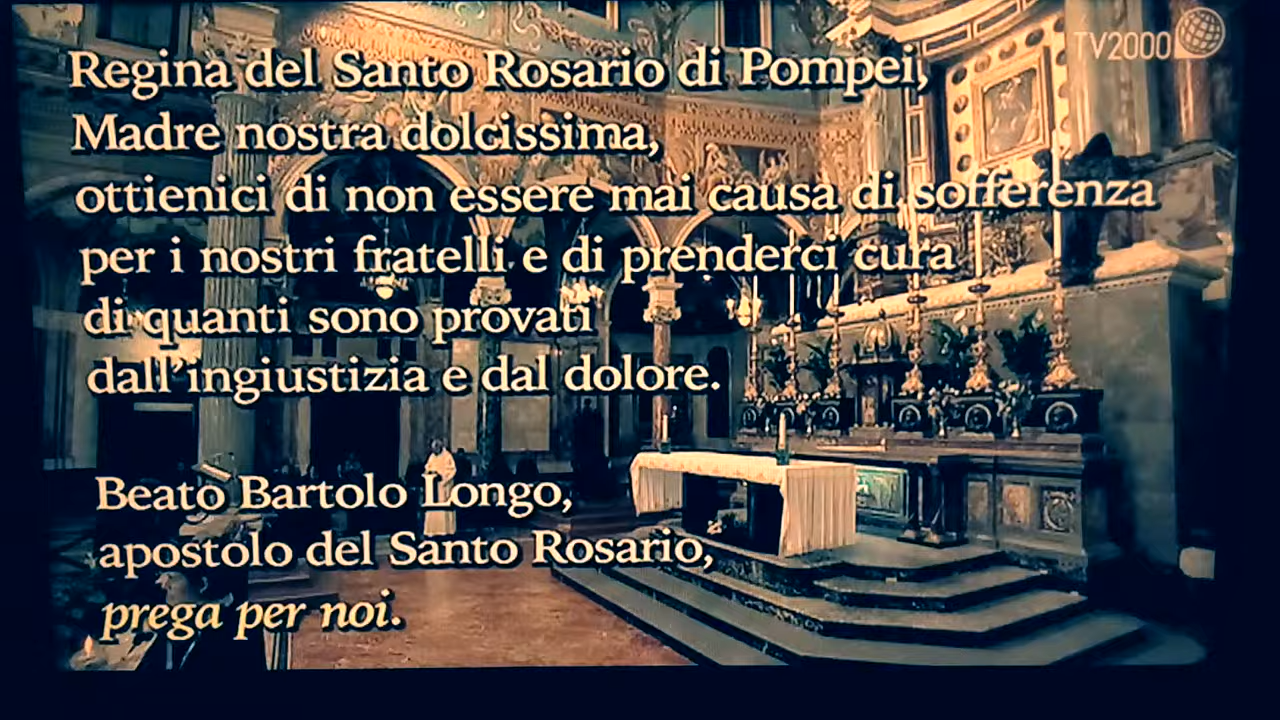 TV2000
Regina del Santo Rosario di Pompei,
Madre nostra dolcissima,
ottienici di non essere mai causa di sofferenza
per i nostri fratelli e di prenderci cura
di quanti sono provati
dall'ingiustizia e dal dolore.
Beato Bartolo Longo,
apostolo del Santo Rosario,
prega per noi.